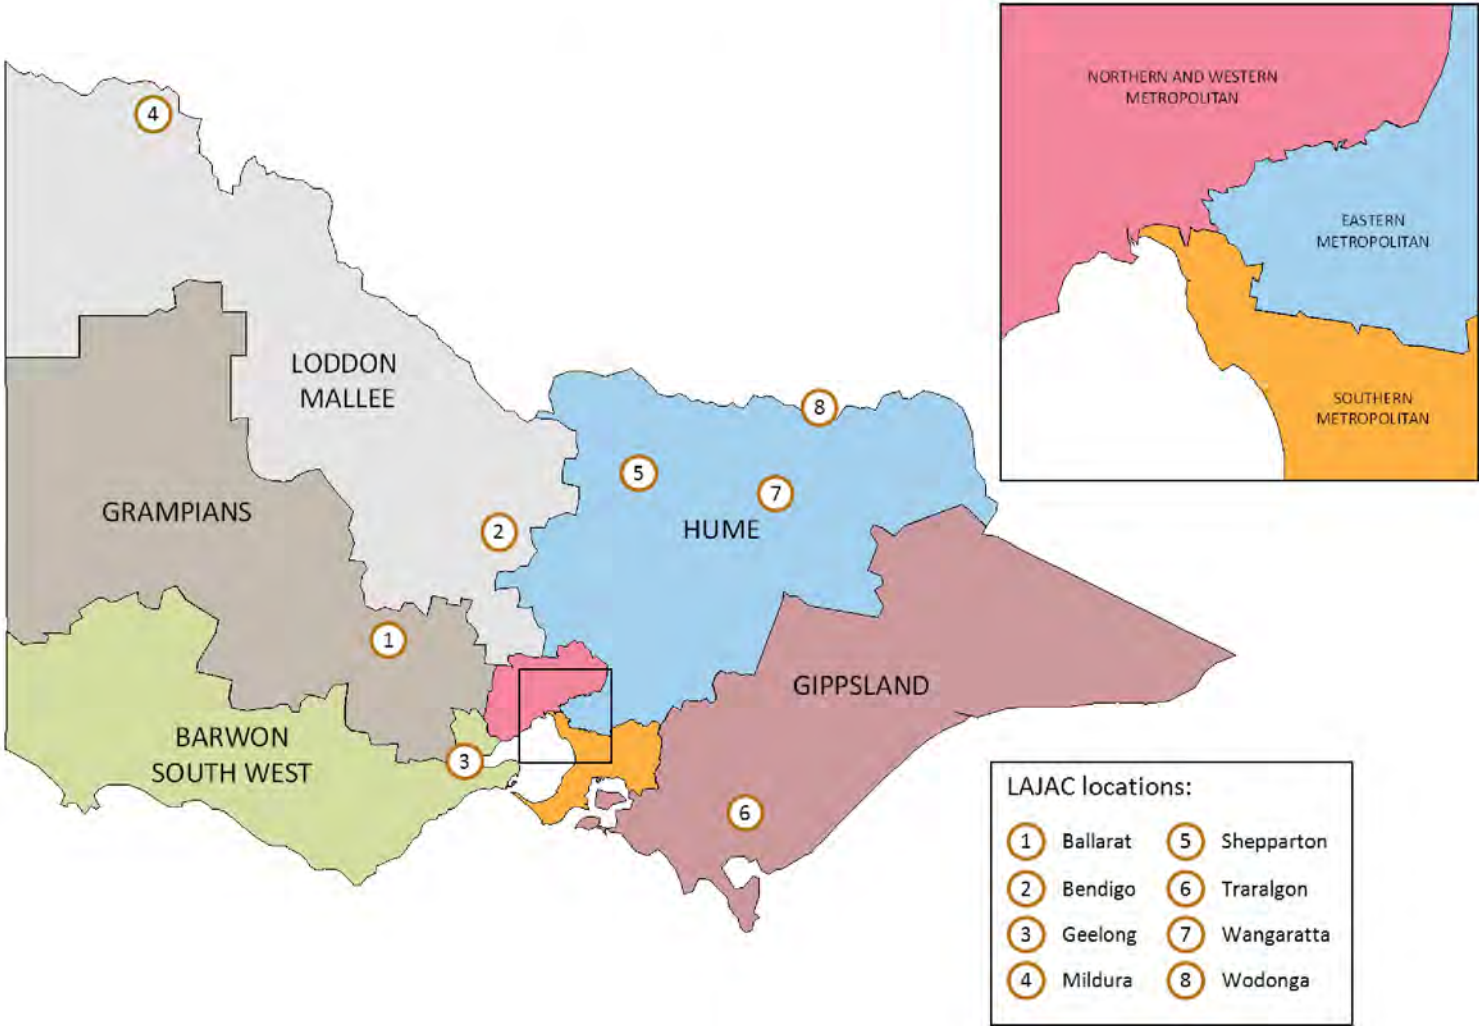 4
LODDON
MALLEE
GRAMPIANS
8
5
7
2
HUME
1
GIPPSLAND
BARWON
SOUTH WEST
3
6
NORTHERN AND WESTERN
METROPOLITAN
EASTERN
METROPOLITAN
SOUTHERN
METROPOLITAN
LAJAC locations:
1 Ballarat
2 Bendigo
3 Geelong
4 Mildura
5 Shepparton
6 Traralgon
7 Wangaratta
8 Wodonga